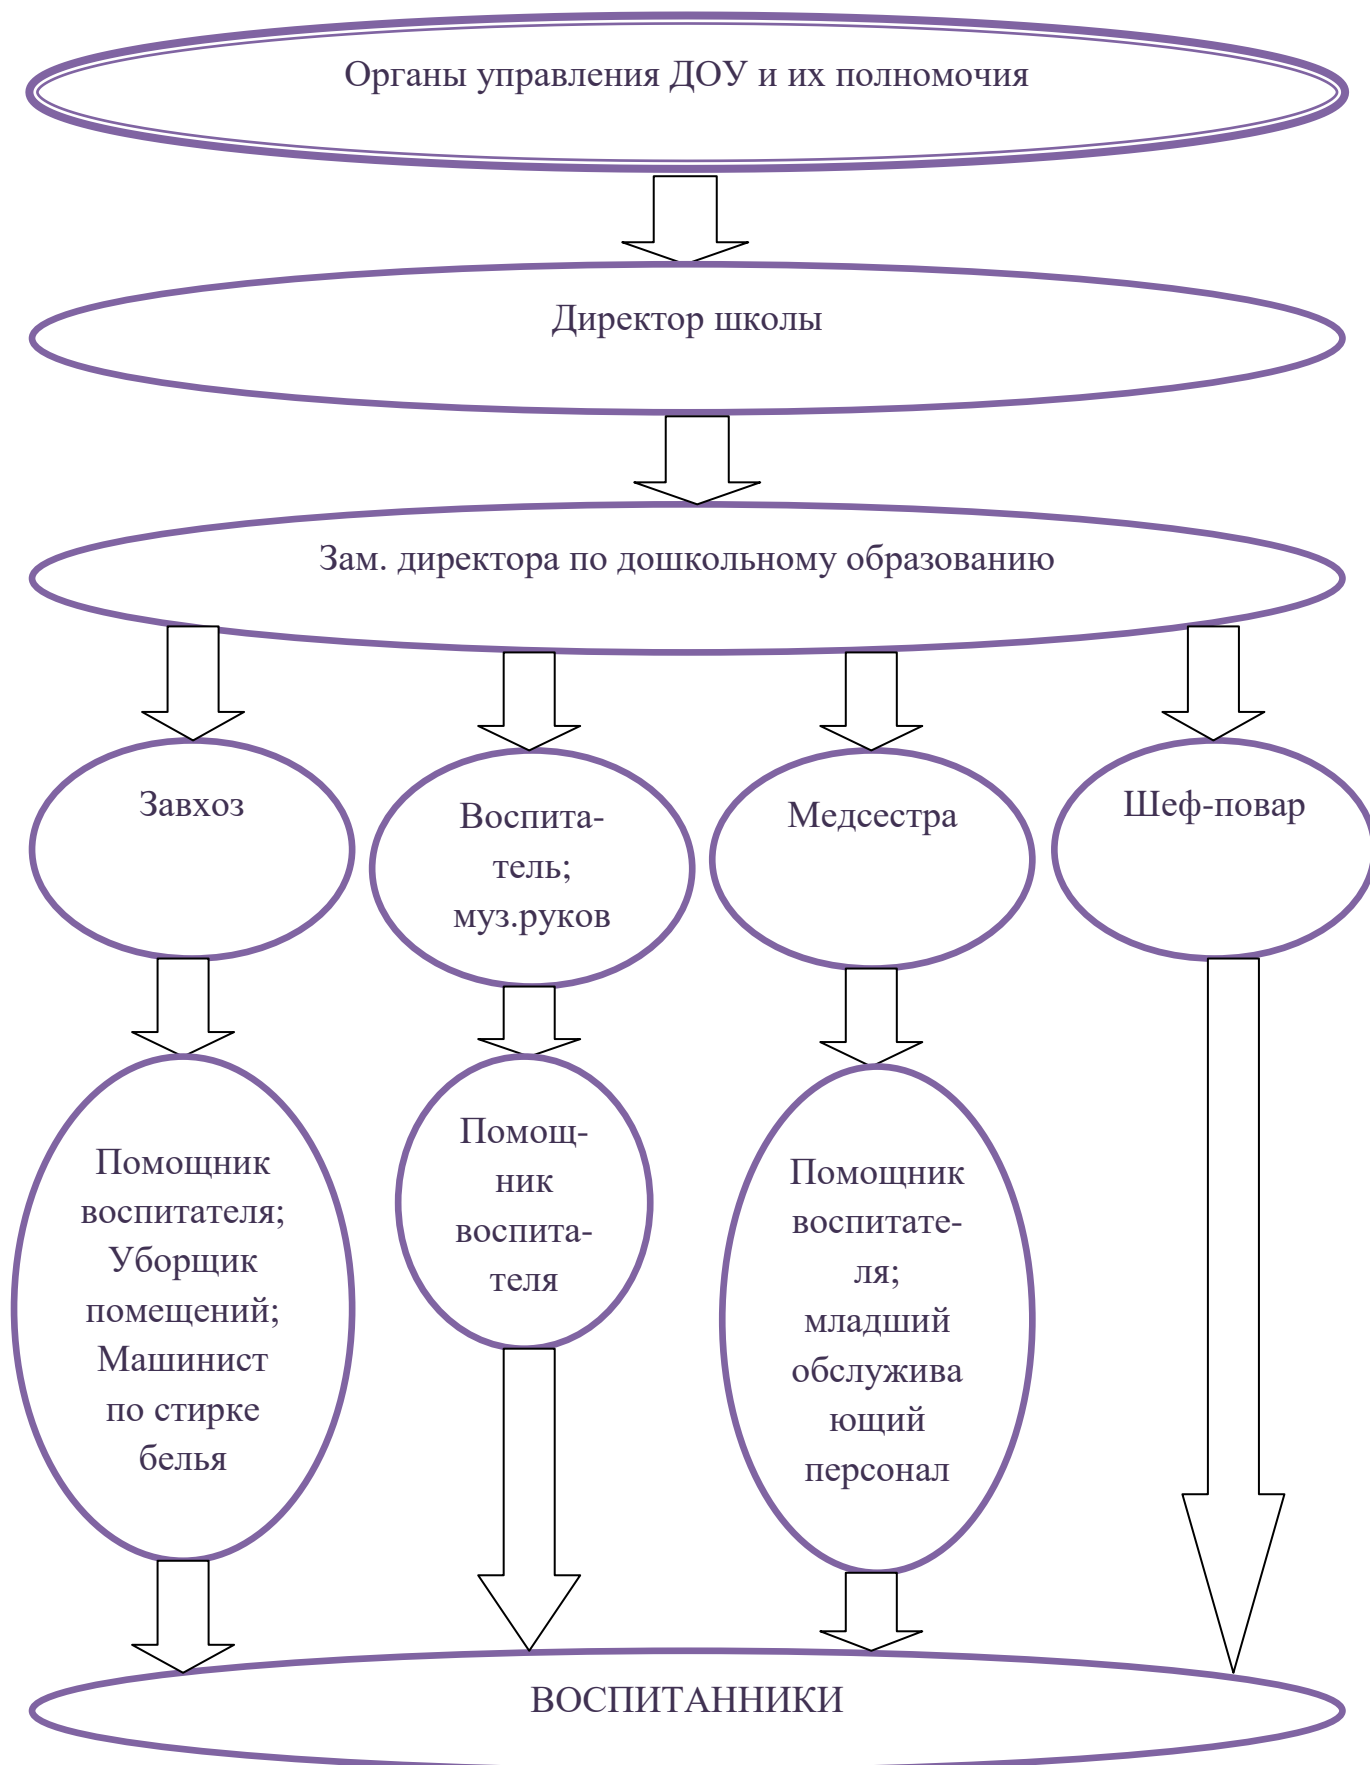 Органы управления ДОУ и их полномочия
Директор школы
Зам. директора по дошкольному образованию
Завхоз
Воспита-
тель;
муз.руков
Медсестра
Шеф-повар
Помощник
воспитателя;
Уборщик
помещений;
Машинист
по стирке
белья
Помощ-
ник
воспита-
теля
Помощник
воспитате-
ля;
младший
обслужива
ющий
персонал
ВОСПИТАННИКИ